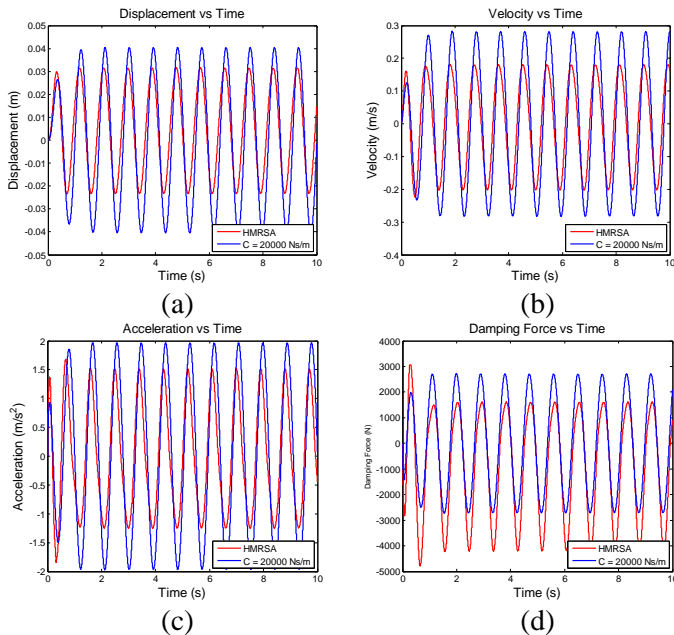 Displacement vs Time
0.05
0.04
0.03
0.02
0.01
0
-0.01
-0.02
-0.03
-0.04
-0.05
Displacement (m)
0 2 4 6 8 10
Time (s)
HMRSA
C = 20000 Ns/m
(a)
Velocity vs Time
0.3
0.2
0.1
0
-0.1
-0.2
-0.3
-0.4
Velocity (m/s)
0 2 4 6 8 10
Time (s)
HMRSA
C = 20000 Ns/m
(b)
Acceleration vs Time
2
1.5
1
0.5
0
-0.5
-1
-1.5
-2
Acceleration (m/s²)
0 2 4 6 8 10
Time (s)
HMRSA
C = 20000 Ns/m
(c)
Damping Force vs Time
4000
3000
2000
1000
0
-1000
-2000
-3000
-4000
-5000
Damping Force (N)
0 2 4 6 8 10
Time (s)
HMRSA
C = 20000 Ns/m
(d)